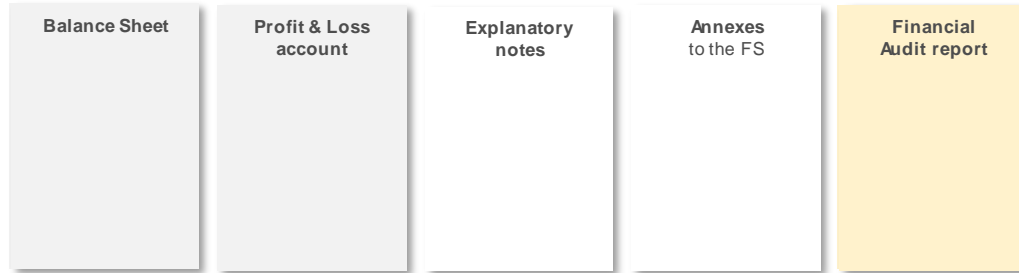 Balance Sheet
Profit & Loss
account
Explanatory
notes
Annexes
to the FS
Financial
Audit report